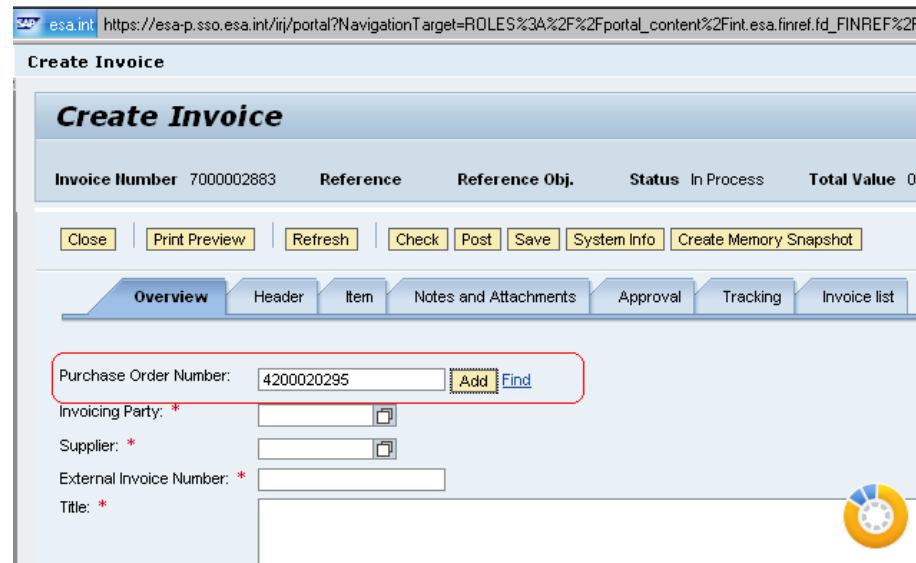 SAP esa.int https://esa-p.sso.esa.int/irj/portal?NavigationTarget=ROLES%3A%2F%2Fportal_content%2Fint.esa.finref.fd_FINREF%2F
Create Invoice
Create Invoice
Invoice Number 7000002883 Reference Reference Obj. Status In Process Total Value 0
Close Print Preview Refresh Check Post Save System Info Create Memory Snapshot
Overview Header Item Notes and Attachments Approval Tracking Invoice list
Purchase Order Number: 4200020295 Add Find
Invoicing Party: *
Supplier: *
External Invoice Number: *
Title: *